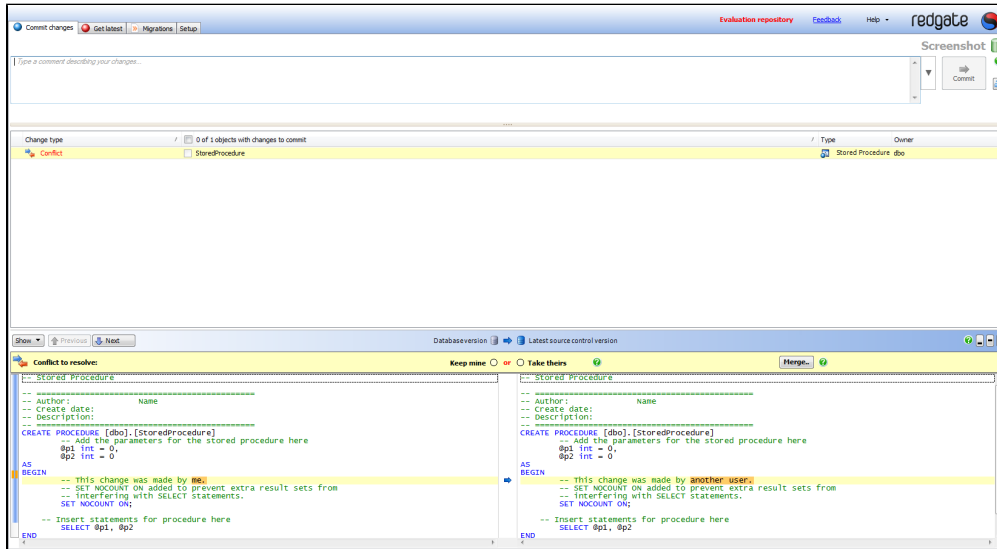 Commit changes Get latest Migrations Setup Evaluation repository Feedback Help redgate
Screenshot
Type a comment describing your changes...
Commit
Change type / 0 of 1 objects with changes to commit / Type Owner
Conflict StoredProcedure Stored Procedure dbo
Show Previous Next Database version Latest source control version
Conflict to resolve: Keep mine or Take theirs Merge..
-- Stored Procedure
-- =============================================
-- Author: Name
-- Create date:
-- Description:
-- =============================================
CREATE PROCEDURE [dbo].[StoredProcedure]
-- Add the parameters for the stored procedure here
@p1 int = 0,
@p2 int = 0
AS
BEGIN
-- This change was made by me.
-- SET NOCOUNT ON added to prevent extra result sets from
-- interfering with SELECT statements.
SET NOCOUNT ON;
-- Insert statements for procedure here
SELECT @p1, @p2
END
-- Stored Procedure
-- =============================================
-- Author: Name
-- Create date:
-- Description:
-- =============================================
CREATE PROCEDURE [dbo].[StoredProcedure]
-- Add the parameters for the stored procedure here
@p1 int = 0,
@p2 int = 0
AS
BEGIN
-- This change was made by another user.
-- SET NOCOUNT ON added to prevent extra result sets from
-- interfering with SELECT statements.
SET NOCOUNT ON;
-- Insert statements for procedure here
SELECT @p1, @p2
END